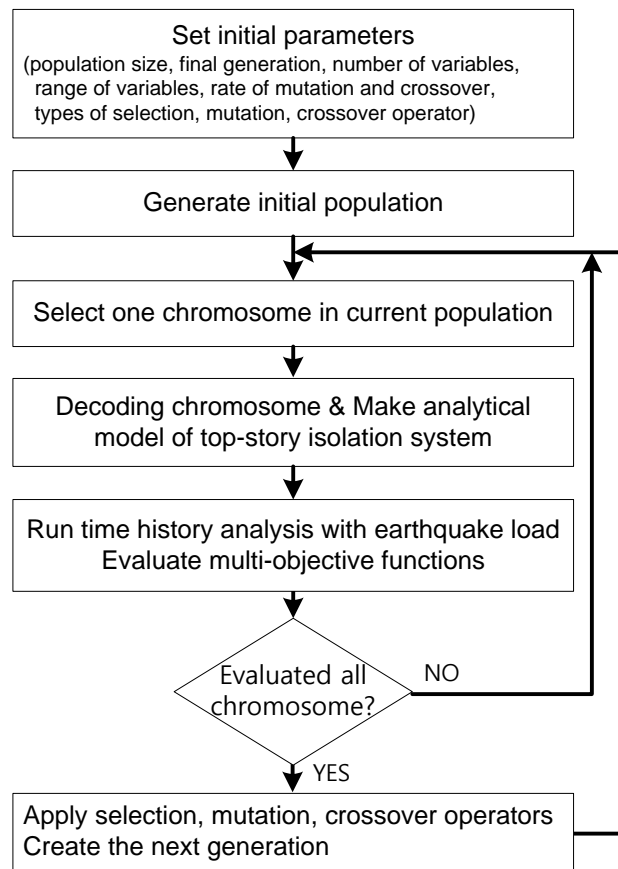 Set initial parameters
(population size, final generation, number of variables,
range of variables, rate of mutation and crossover,
types of selection, mutation, crossover operator)
Generate initial population
Select one chromosome in current population
Decoding chromosome & Make analytical
model of top-story isolation system
Run time history analysis with earthquake load
Evaluate multi-objective functions
Evaluated all
chromosome?
NO
YES
Apply selection, mutation, crossover operators
Create the next generation